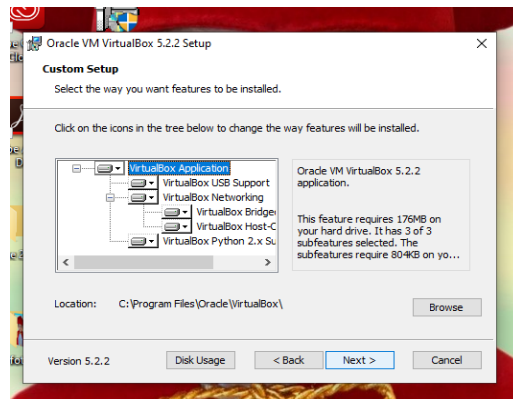 Oracle VM VirtualBox 5.2.2 Setup
Custom Setup
Select the way you want features to be installed.
Click on the icons in the tree below to change the way features will be installed.
VirtualBox Application
VirtualBox USB Support
VirtualBox Networking
VirtualBox Bridge
VirtualBox Host-C
VirtualBox Python 2.x Su
Oracle VM VirtualBox 5.2.2
application.
This feature requires 176MB on
your hard drive. It has 3 of 3
subfeatures selected. The
subfeatures require 804KB on yo...
Location:
C:\Program Files\Oracle\VirtualBox\
Browse
Version 5.2.2
Disk Usage
< Back
Next >
Cancel